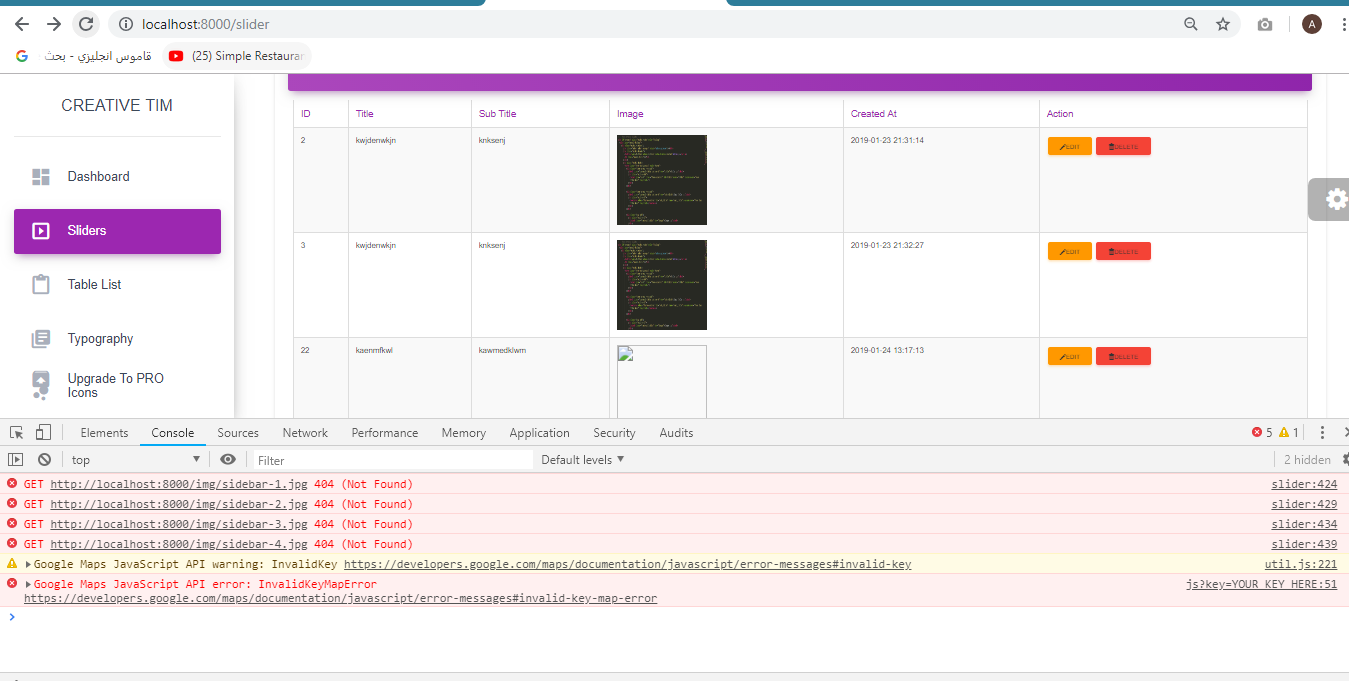 localhost:8000/slider
A
قاموس انجليزي - بحث
(25) Simple Restaurar
CREATIVE TIM
Dashboard
Sliders
Table List
Typography
Upgrade To PRO
Icons
ID Title Sub Title Image Created At Action
2 kwjdenwkjn knksenj 2019-01-23 21:31:14 EDIT DELETE
3 kwjdenwkjn knksenj 2019-01-23 21:32:27 EDIT DELETE
22 kaenmfkwl kawmedklwm 2019-01-24 13:17:13 EDIT DELETE
Elements Console Sources Network Performance Memory Application Security Audits 5 1
top Filter Default levels 2 hidden
GET http://localhost:8000/img/sidebar-1.jpg 404 (Not Found) slider:424
GET http://localhost:8000/img/sidebar-2.jpg 404 (Not Found) slider:429
GET http://localhost:8000/img/sidebar-3.jpg 404 (Not Found) slider:434
GET http://localhost:8000/img/sidebar-4.jpg 404 (Not Found) slider:439
Google Maps JavaScript API warning: InvalidKey https://developers.google.com/maps/documentation/javascript/error-messages#invalid-key util.js:221
Google Maps JavaScript API error: InvalidKeyMapError js?key=YOUR_KEY_HERE:51
https://developers.google.com/maps/documentation/javascript/error-messages#invalid-key-map-error